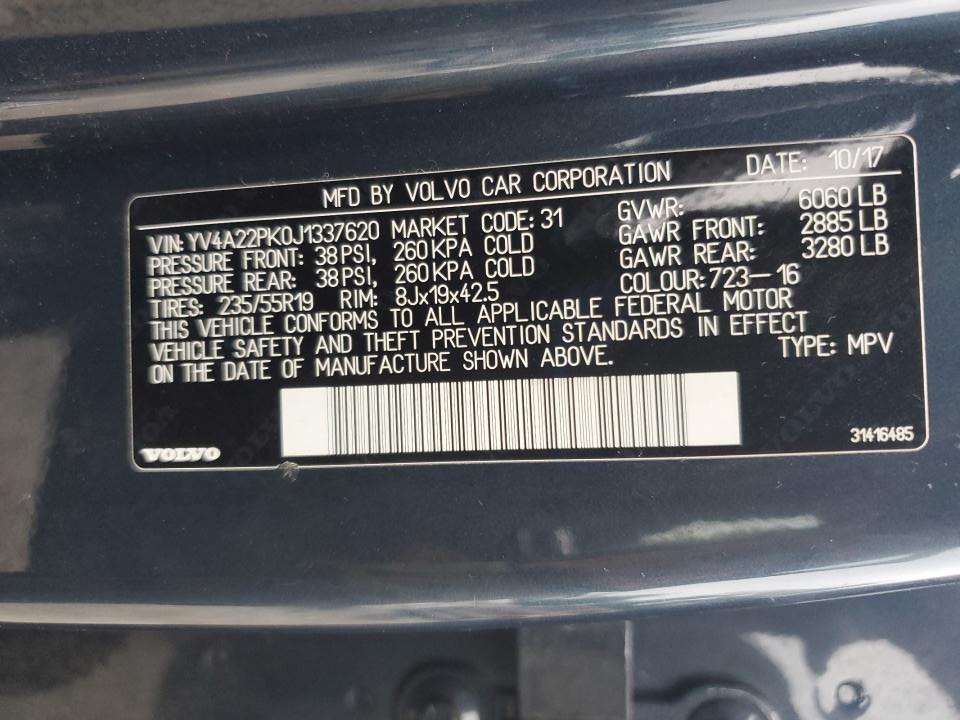 MFD BY VOLVO CAR CORPORATION DATE: 10/17
VIN: YV4A22PK0J1337620 MARKET CODE: 31 GVWR: 6060 LB
PRESSURE FRONT: 38 PSI, 260 KPA COLD GAWR FRONT: 2885 LB
PRESSURE REAR: 38 PSI, 260 KPA COLD GAWR REAR: 3280 LB
TIRES: 235/55R19 RIM: 8Jx19x42.5 COLOUR: 723-16
THIS VEHICLE CONFORMS TO ALL APPLICABLE FEDERAL MOTOR
VEHICLE SAFETY AND THEFT PREVENTION STANDARDS IN EFFECT
ON THE DATE OF MANUFACTURE SHOWN ABOVE. TYPE: MPV
VOLVO 31416485